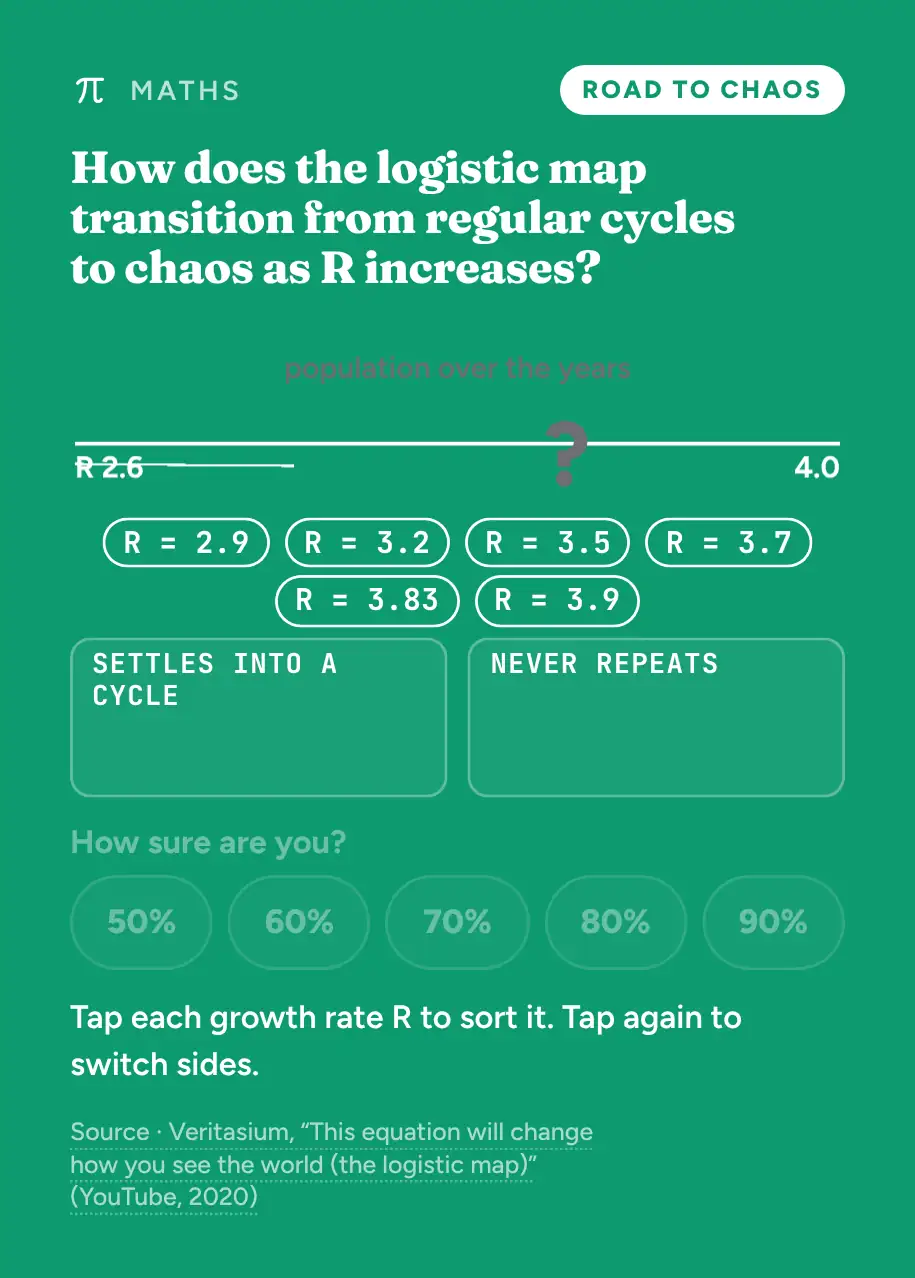 π MATHS
ROAD TO CHAOS
How does the logistic map
transition from regular cycles
to chaos as R increases?
population over the years
?
R 2.6
4.0
R = 2.9
R = 3.2
R = 3.5
R = 3.7
R = 3.83
R = 3.9
SETTLES INTO A
CYCLE
NEVER REPEATS
How sure are you?
50%
60%
70%
80%
90%
Tap each growth rate R to sort it. Tap again to
switch sides.
Source · Veritasium, “This equation will change
how you see the world (the logistic map)”
(YouTube, 2020)